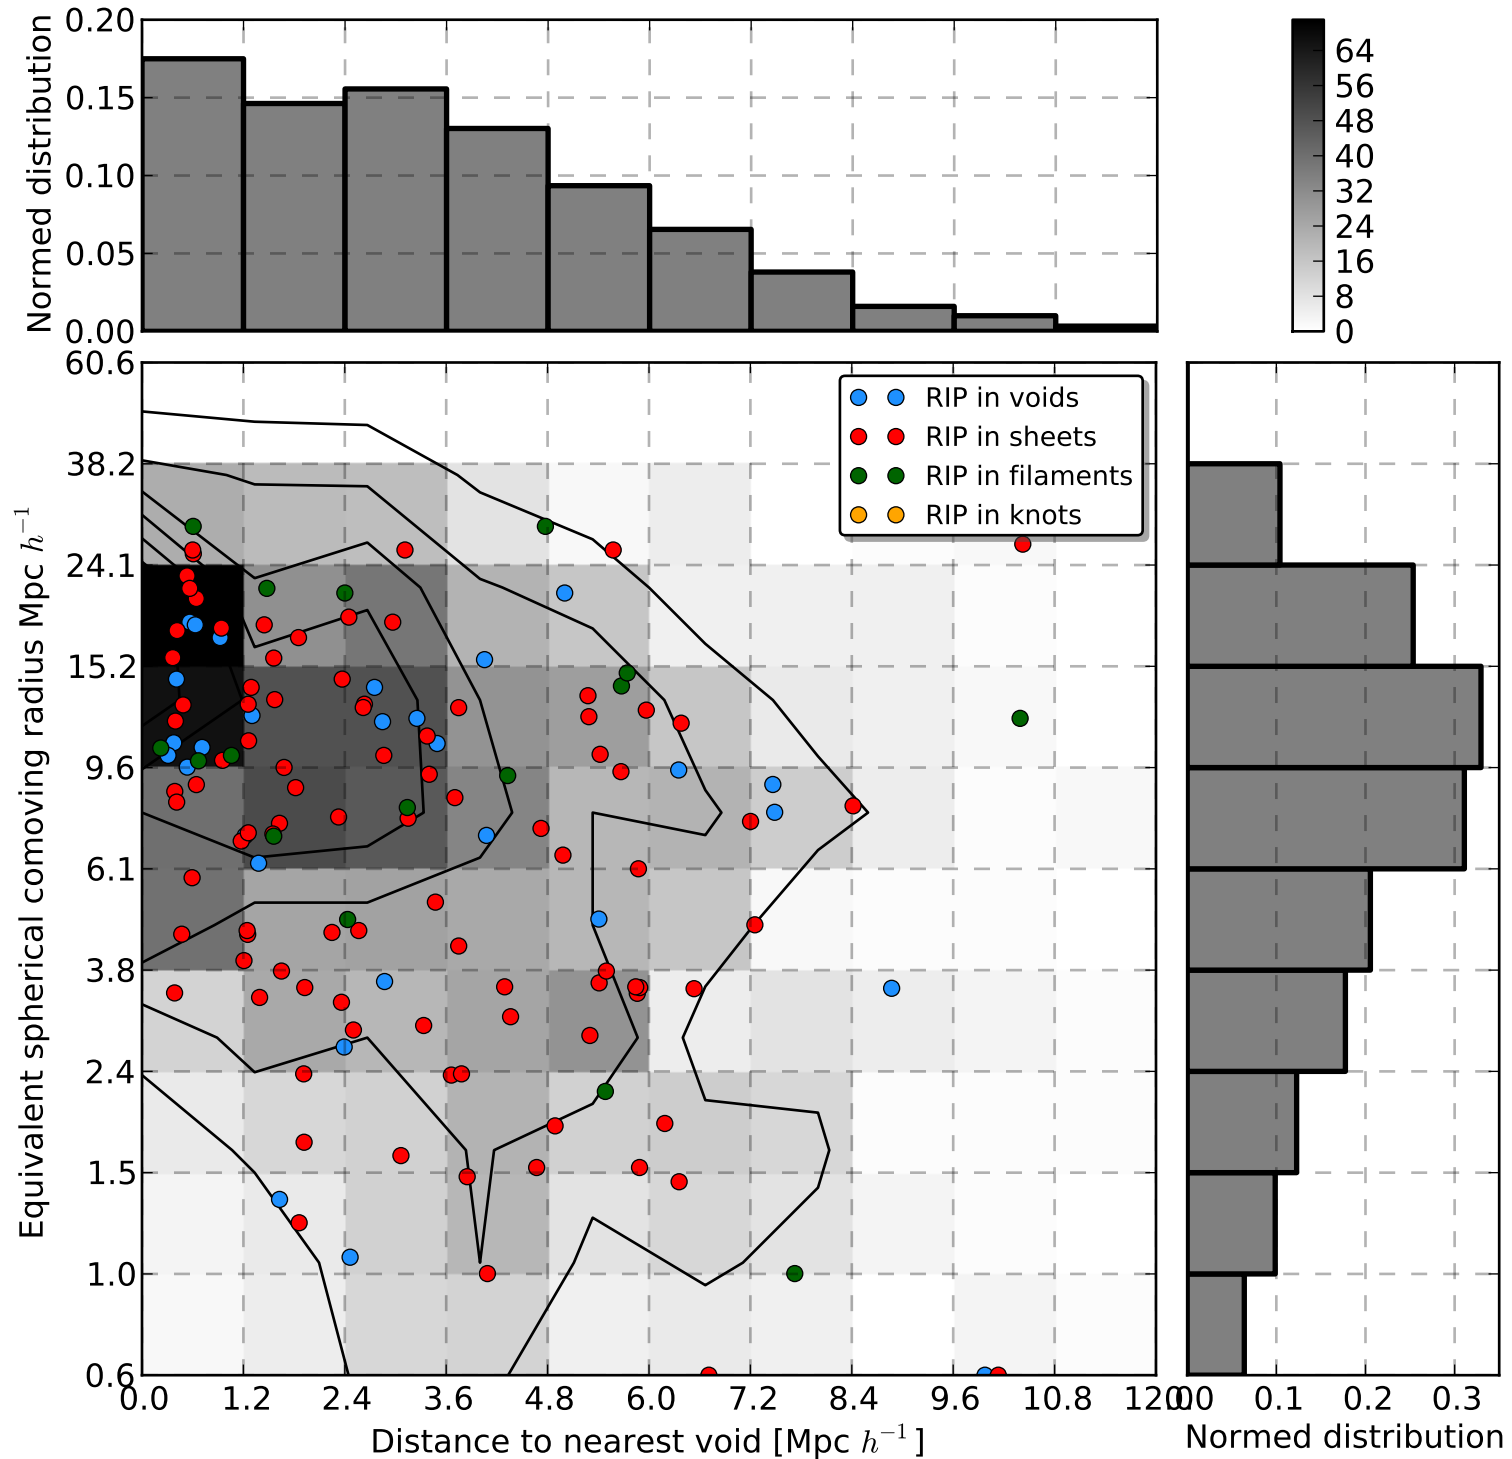 Normed distribution
0.20
0.15
0.10
0.05
0.00
64
56
48
40
32
24
16
8
0
RIP in voids
RIP in sheets
RIP in filaments
RIP in knots
Equivalent spherical comoving radius Mpc h⁻¹
60.6
38.2
24.1
15.2
9.6
6.1
3.8
2.4
1.5
1.0
0.6
0.0 1.2 2.4 3.6 4.8 6.0 7.2 8.4 9.6 10.8 12.0
Distance to nearest void [Mpc h⁻¹]
0.0 0.1 0.2 0.3
Normed distribution